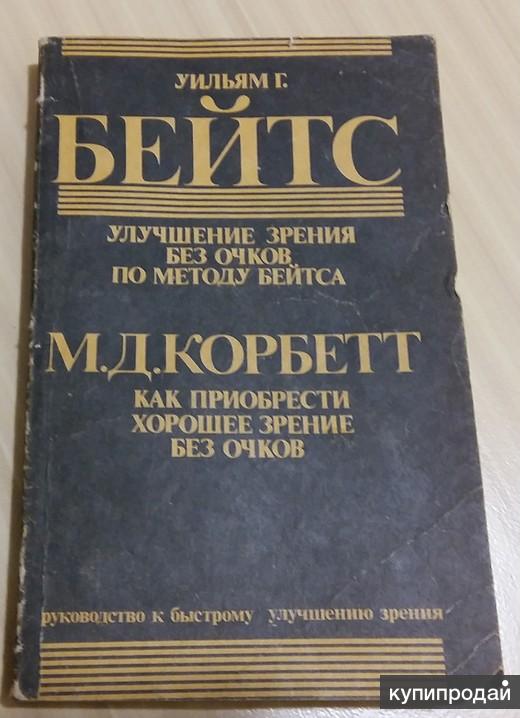 УИЛЬЯМ Г.
БЕЙТС
УЛУЧШЕНИЕ ЗРЕНИЯ
БЕЗ ОЧКОВ
ПО МЕТОДУ БЕЙТСА
М.Д.КОРБЕТТ
КАК ПРИОБРЕСТИ
ХОРОШЕЕ ЗРЕНИЕ
БЕЗ ОЧКОВ
руководство к быстрому улучшению зрения
купипродай